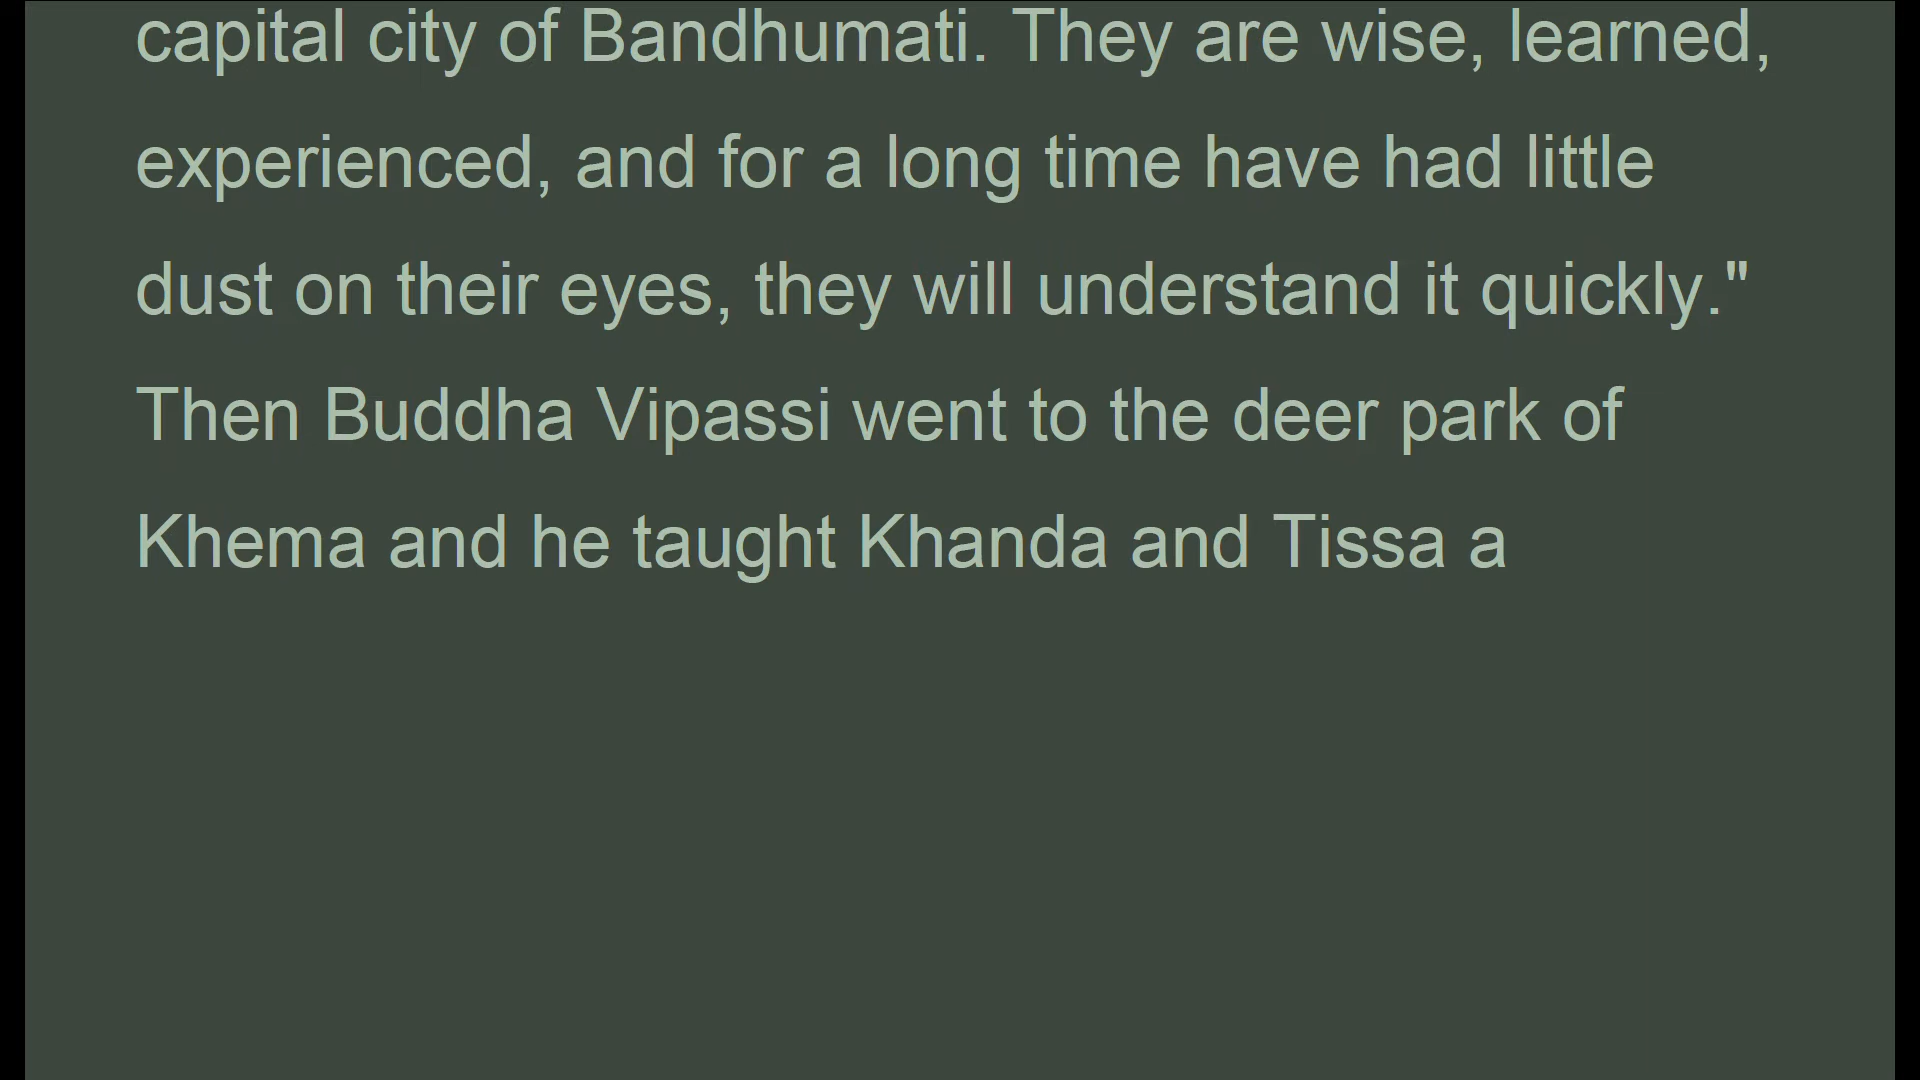 capital city of Bandhumati. They are wise, learned,
experienced, and for a long time have had little
dust on their eyes, they will understand it quickly."
Then Buddha Vipassi went to the deer park of
Khema and he taught Khanda and Tissa a